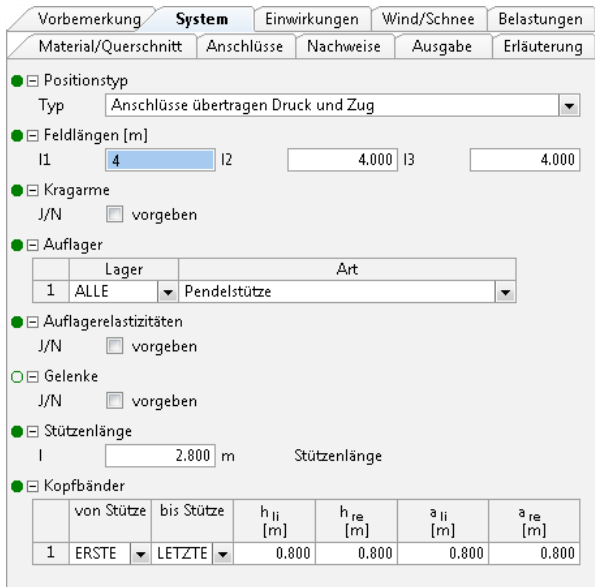 Vorbemerkung System Einwirkungen Wind/Schnee Belastungen
Material/Querschnitt Anschlüsse Nachweise Ausgabe Erläuterung
Positionstyp
Typ Anschlüsse übertragen Druck und Zug
Feldlängen [m]
l1 4 l2 4.000 l3 4.000
Kragarme
J/N vorgeben
Auflager
Lager Art
1 ALLE Pendelstütze
Auflagerelastizitäten
J/N vorgeben
Gelenke
J/N vorgeben
Stützenlänge
l 2.800 m Stützenlänge
Kopfbänder
von Stütze bis Stütze h li [m] h re [m] a li [m] a re [m]
1 ERSTE LETZTE 0.800 0.800 0.800 0.800